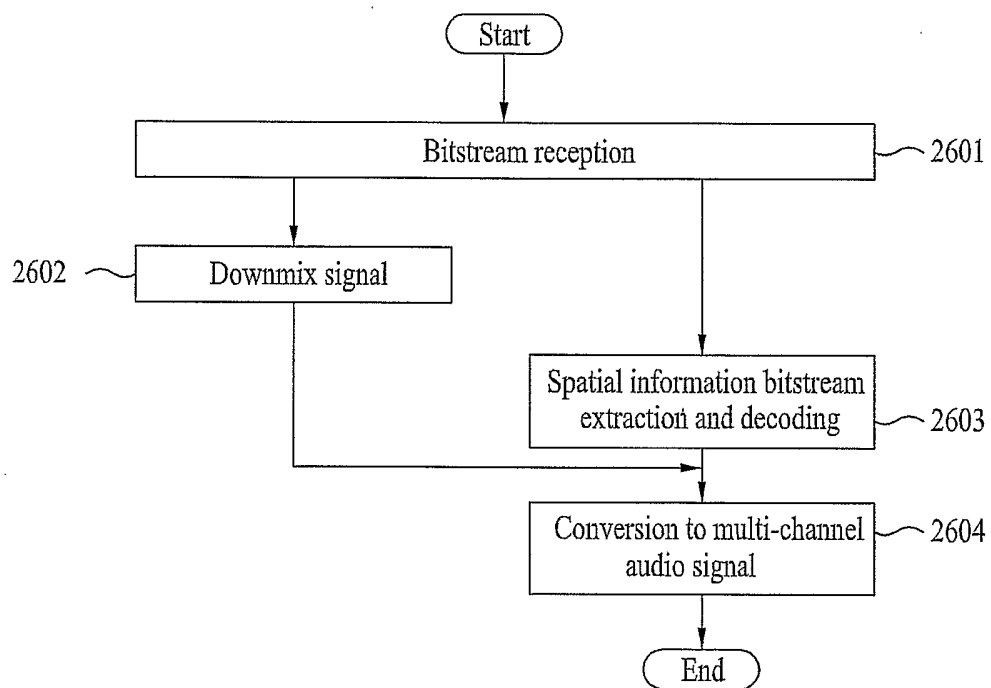 Start
Bitstream reception
2601
2602
Downmix signal
Spatial information bitstream
extraction and decoding
2603
Conversion to multi-channel
audio signal
2604
End